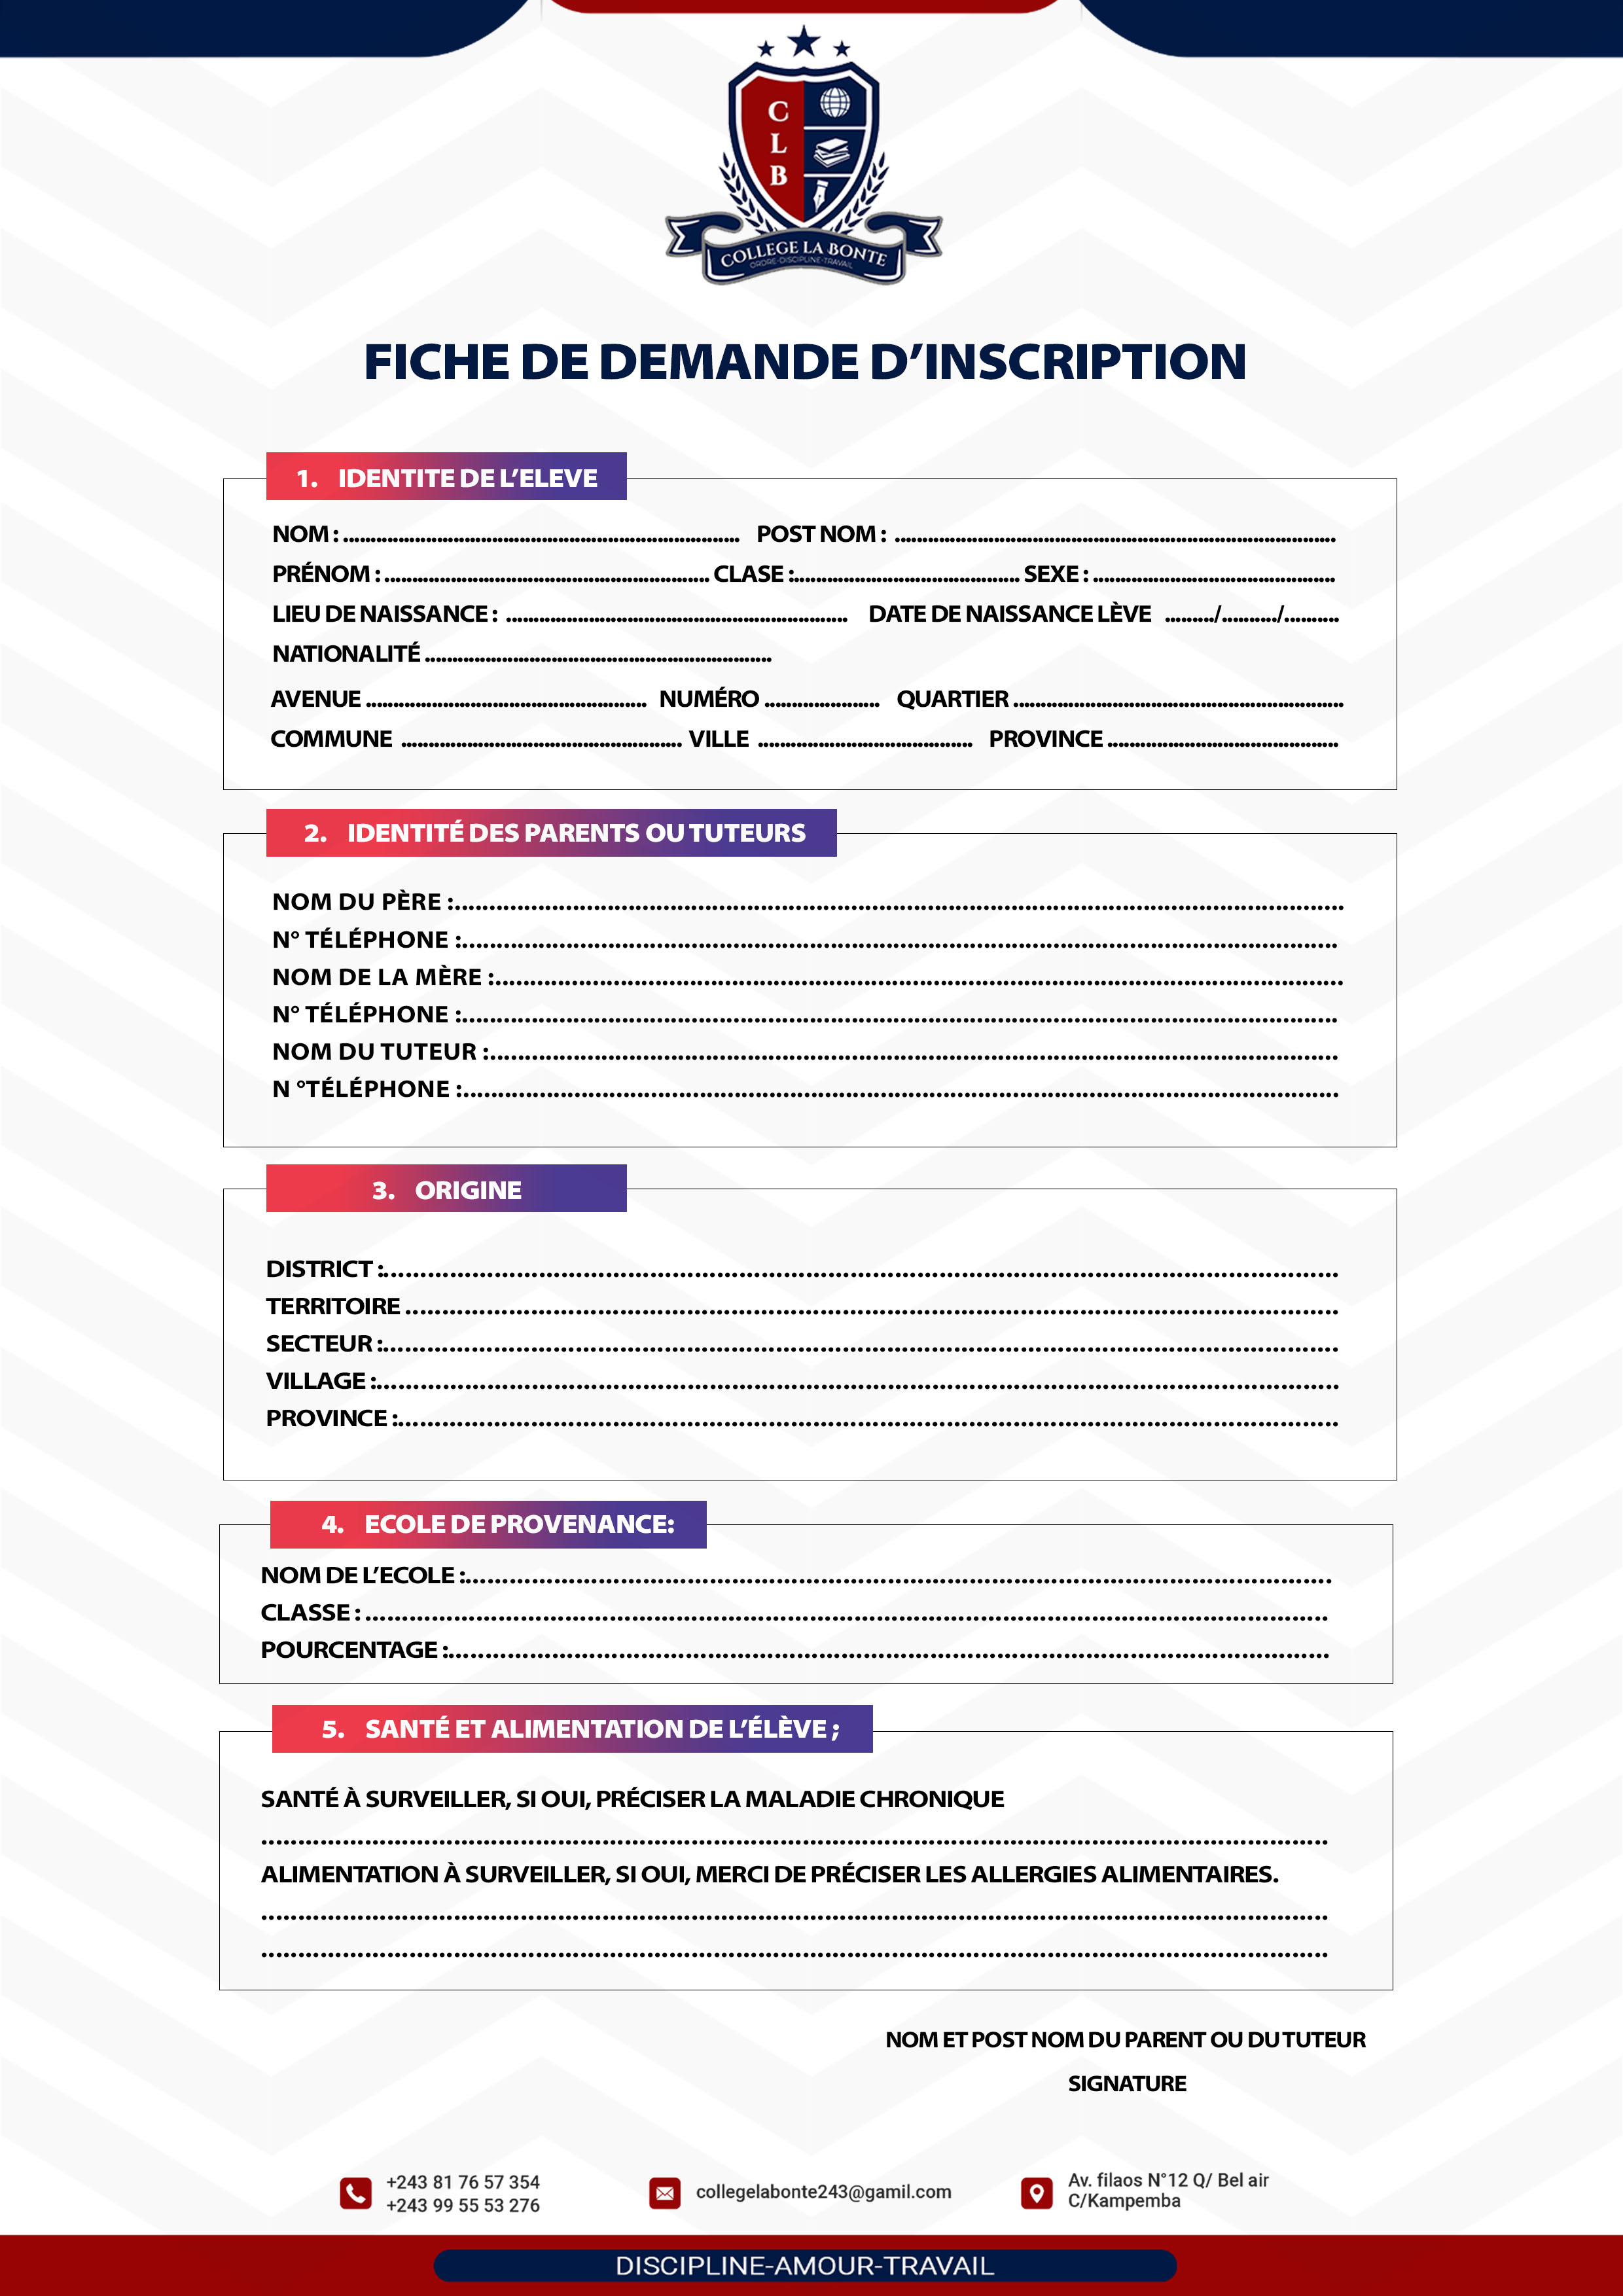 C
L
B
COLLEGE LA BONTE
ORDRE-DISCIPLINE-TRAVAIL
FICHE DE DEMANDE D’INSCRIPTION
1. IDENTITE DE L’ELEVE
NOM : ........................................ POST NOM : ........................................
PRÉNOM : ........................................ CLASE :........................................ SEXE : ........................................
LIEU DE NAISSANCE : ........................................ DATE DE NAISSANCE LÈVE ........./........../..........
NATIONALITÉ ........................................
AVENUE ........................................ NUMÉRO ..................... QUARTIER ........................................
COMMUNE ........................................ VILLE ........................................ PROVINCE ........................................
2. IDENTITÉ DES PARENTS OU TUTEURS
NOM DU PÈRE :........................................
N° TÉLÉPHONE :........................................
NOM DE LA MÈRE :........................................
N° TÉLÉPHONE :........................................
NOM DU TUTEUR :........................................
N °TÉLÉPHONE :........................................
3. ORIGINE
DISTRICT :........................................
TERRITOIRE ........................................
SECTEUR :........................................
VILLAGE :........................................
PROVINCE :........................................
4. ECOLE DE PROVENANCE:
NOM DE L’ECOLE :........................................
CLASSE : ........................................
POURCENTAGE :........................................
5. SANTÉ ET ALIMENTATION DE L’ÉLÈVE ;
SANTÉ À SURVEILLER, SI OUI, PRÉCISER LA MALADIE CHRONIQUE
........................................
ALIMENTATION À SURVEILLER, SI OUI, MERCI DE PRÉCISER LES ALLERGIES ALIMENTAIRES.
........................................
........................................
NOM ET POST NOM DU PARENT OU DU TUTEUR
SIGNATURE
+243 81 76 57 354
+243 99 55 53 276
collegelabonte243@gamil.com
Av. filaos N°12 Q/ Bel air
C/Kampemba
DISCIPLINE-AMOUR-TRAVAIL